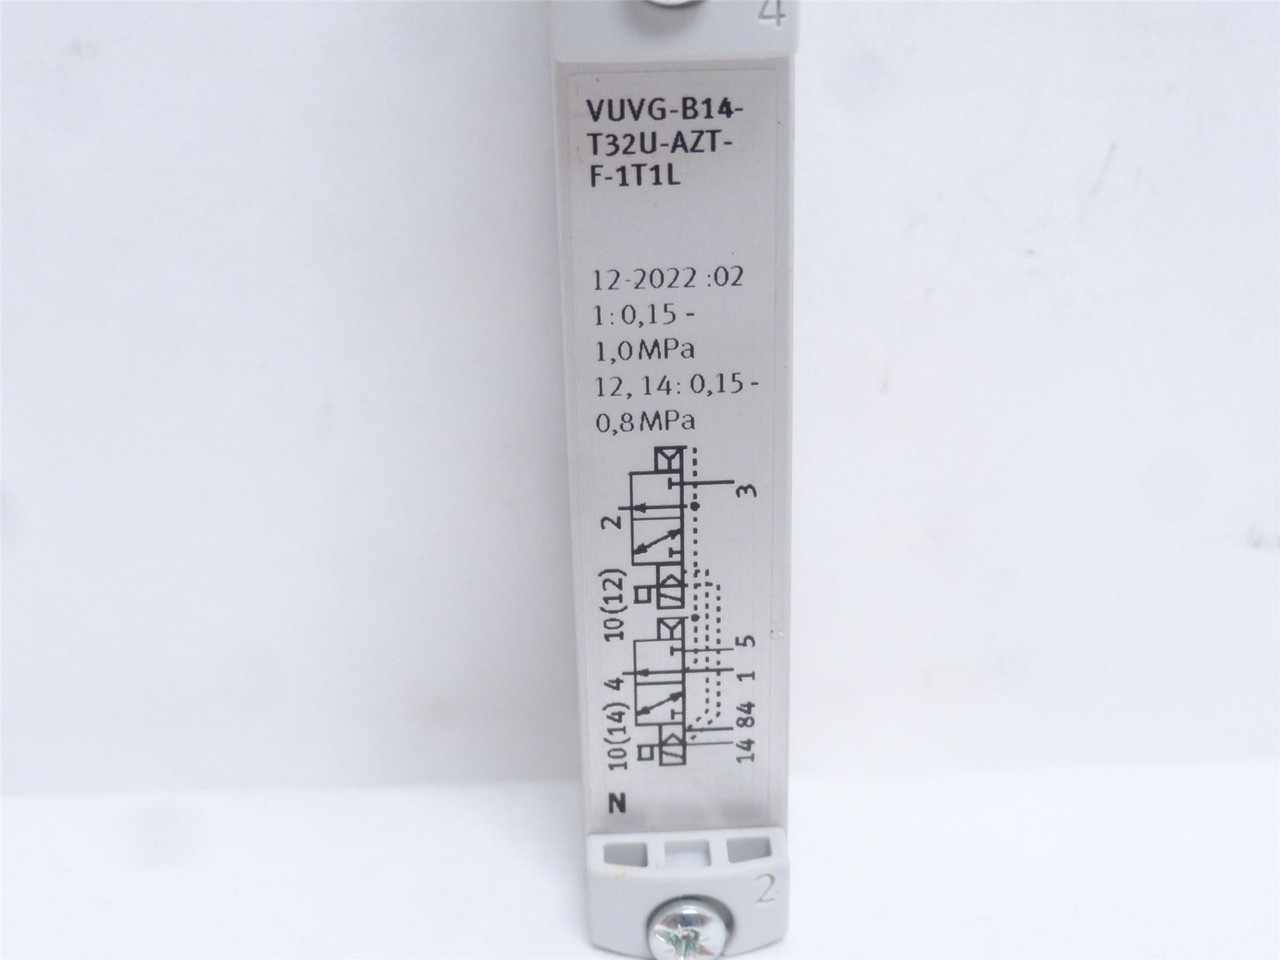 4
VUVG-B14-
T32U-AZT-
F-1T1L
12-2022 :02
1:0,15 -
1,0 MPa
12, 14: 0,15 -
0,8 MPa
2
3
10(12)
5
4
1
10(14)
84
14
N
2